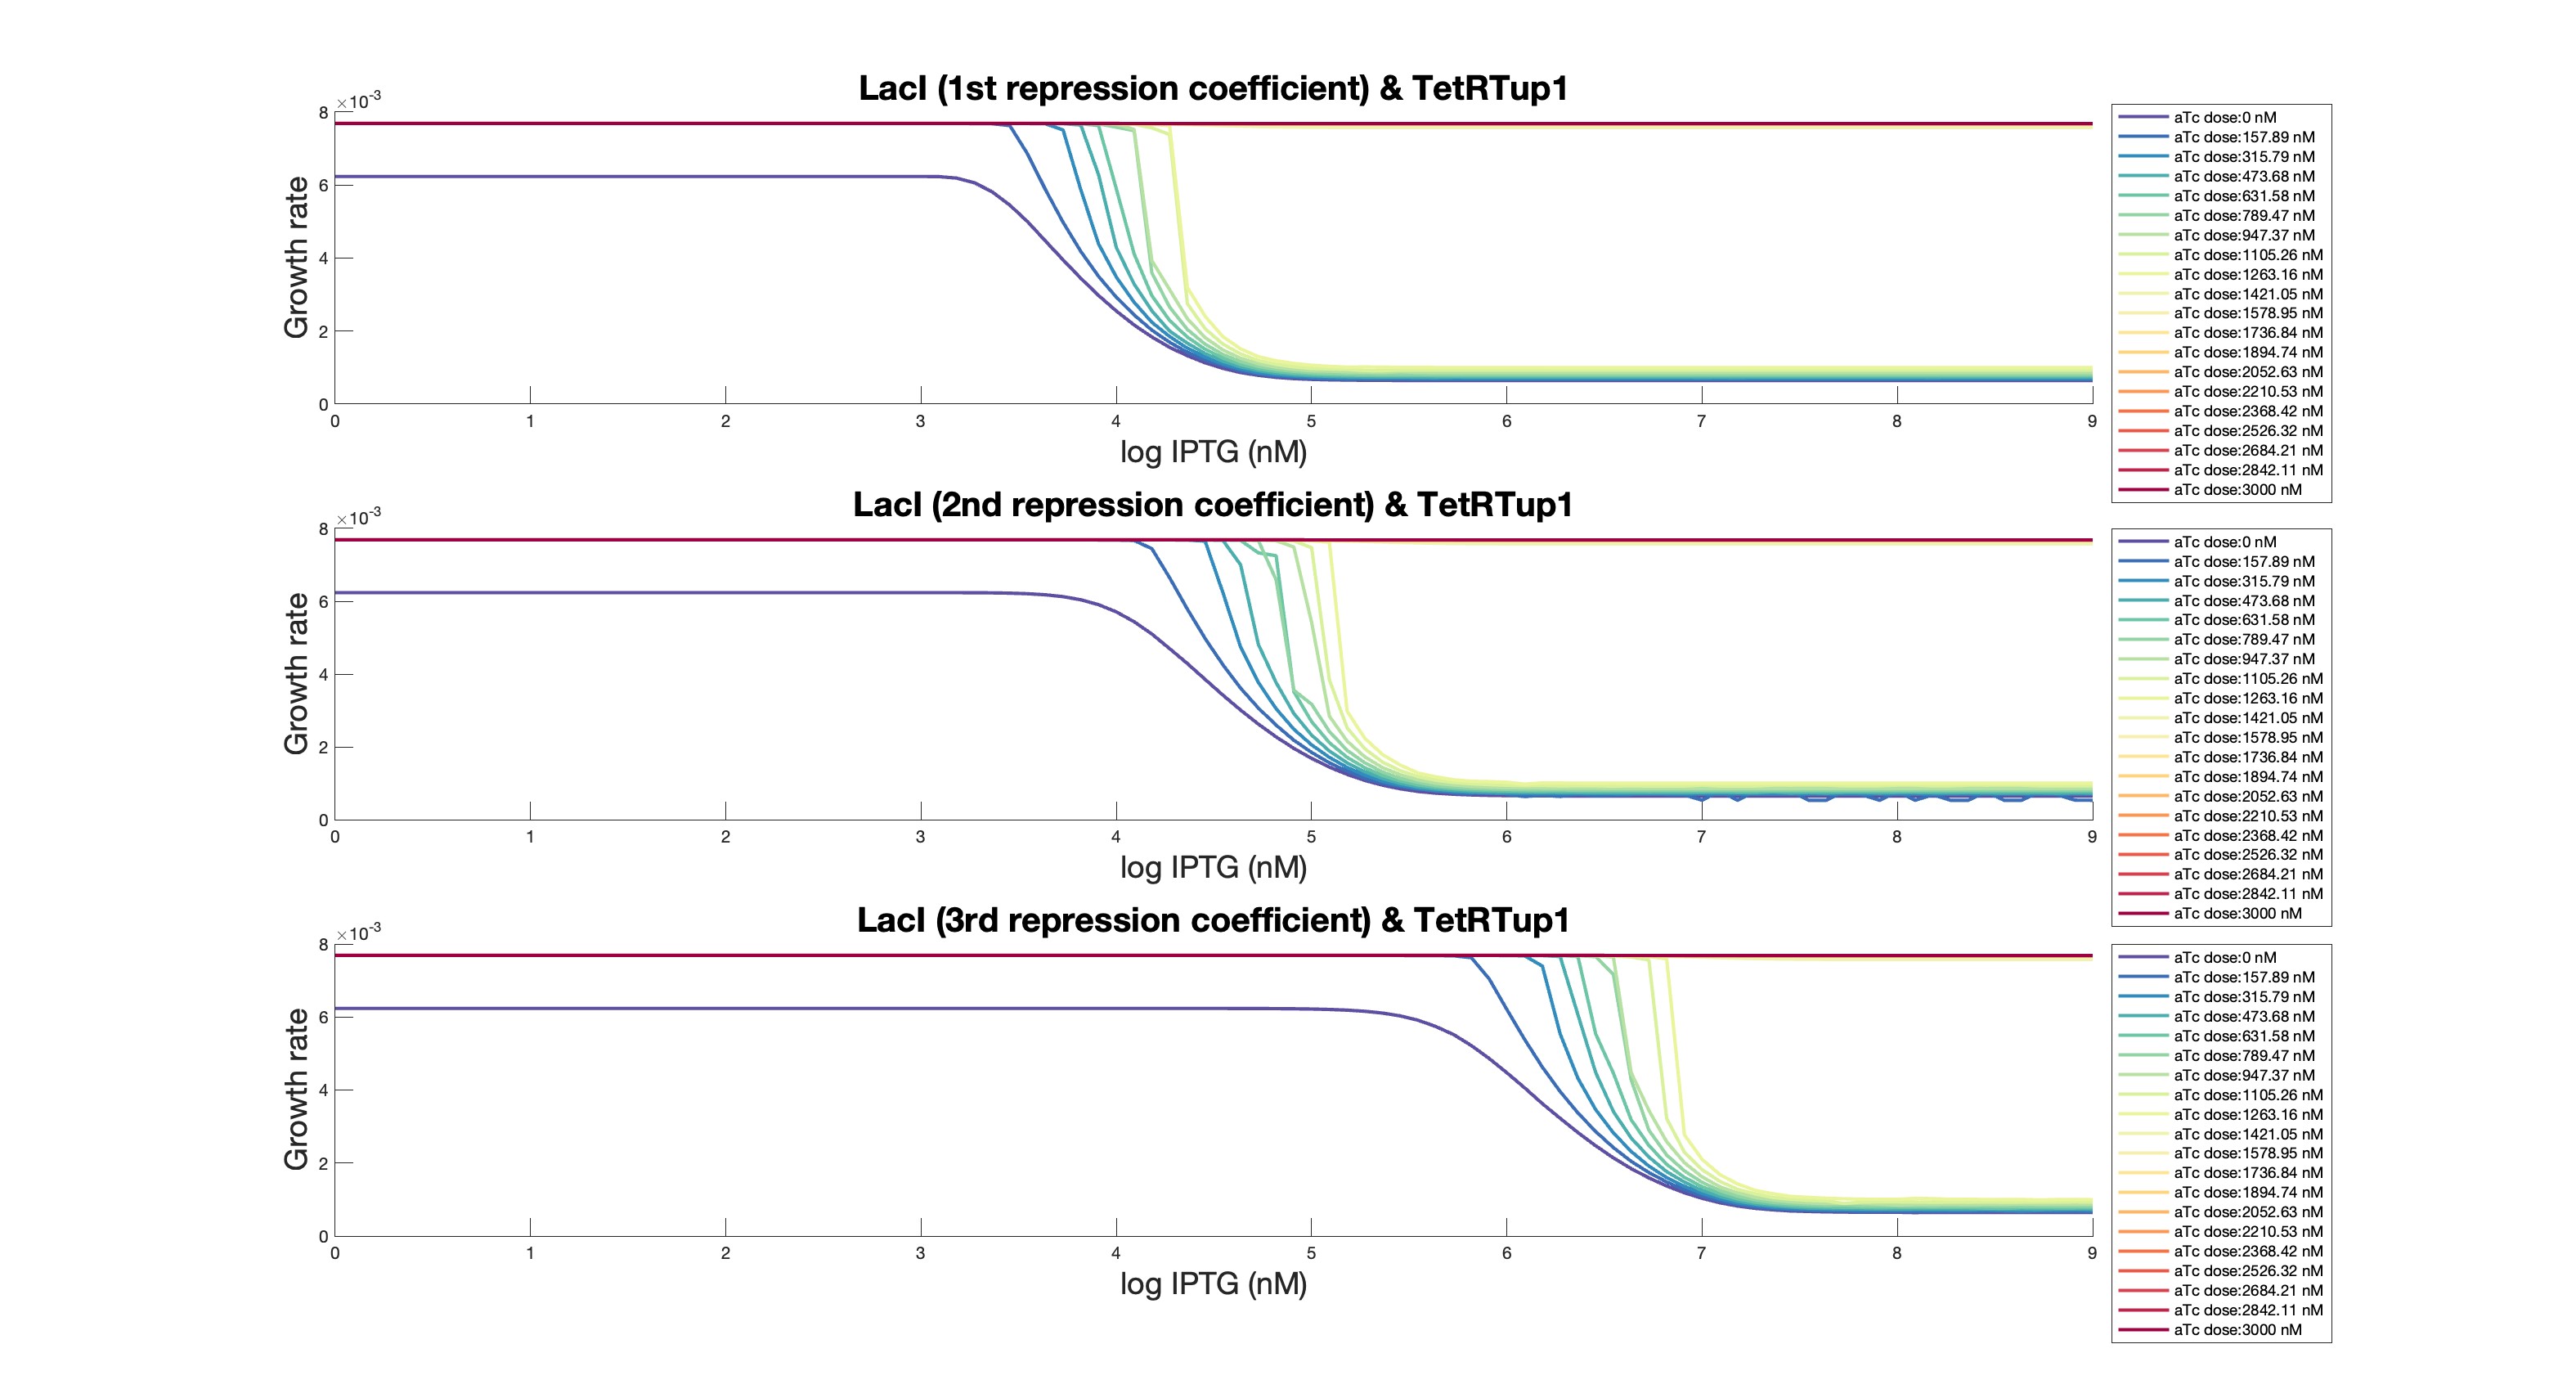 LacI (1st repression coefficient) & TetRTup1
×10-3
8
6
4
2
0
Growth rate
0 1 2 3 4 5 6 7 8 9
log IPTG (nM)
aTc dose:0 nM
aTc dose:157.89 nM
aTc dose:315.79 nM
aTc dose:473.68 nM
aTc dose:631.58 nM
aTc dose:789.47 nM
aTc dose:947.37 nM
aTc dose:1105.26 nM
aTc dose:1263.16 nM
aTc dose:1421.05 nM
aTc dose:1578.95 nM
aTc dose:1736.84 nM
aTc dose:1894.74 nM
aTc dose:2052.63 nM
aTc dose:2210.53 nM
aTc dose:2368.42 nM
aTc dose:2526.32 nM
aTc dose:2684.21 nM
aTc dose:2842.11 nM
aTc dose:3000 nM
LacI (2nd repression coefficient) & TetRTup1
×10-3
8
6
4
2
0
Growth rate
0 1 2 3 4 5 6 7 8 9
log IPTG (nM)
aTc dose:0 nM
aTc dose:157.89 nM
aTc dose:315.79 nM
aTc dose:473.68 nM
aTc dose:631.58 nM
aTc dose:789.47 nM
aTc dose:947.37 nM
aTc dose:1105.26 nM
aTc dose:1263.16 nM
aTc dose:1421.05 nM
aTc dose:1578.95 nM
aTc dose:1736.84 nM
aTc dose:1894.74 nM
aTc dose:2052.63 nM
aTc dose:2210.53 nM
aTc dose:2368.42 nM
aTc dose:2526.32 nM
aTc dose:2684.21 nM
aTc dose:2842.11 nM
aTc dose:3000 nM
LacI (3rd repression coefficient) & TetRTup1
×10-3
8
6
4
2
0
Growth rate
0 1 2 3 4 5 6 7 8 9
log IPTG (nM)
aTc dose:0 nM
aTc dose:157.89 nM
aTc dose:315.79 nM
aTc dose:473.68 nM
aTc dose:631.58 nM
aTc dose:789.47 nM
aTc dose:947.37 nM
aTc dose:1105.26 nM
aTc dose:1263.16 nM
aTc dose:1421.05 nM
aTc dose:1578.95 nM
aTc dose:1736.84 nM
aTc dose:1894.74 nM
aTc dose:2052.63 nM
aTc dose:2210.53 nM
aTc dose:2368.42 nM
aTc dose:2526.32 nM
aTc dose:2684.21 nM
aTc dose:2842.11 nM
aTc dose:3000 nM